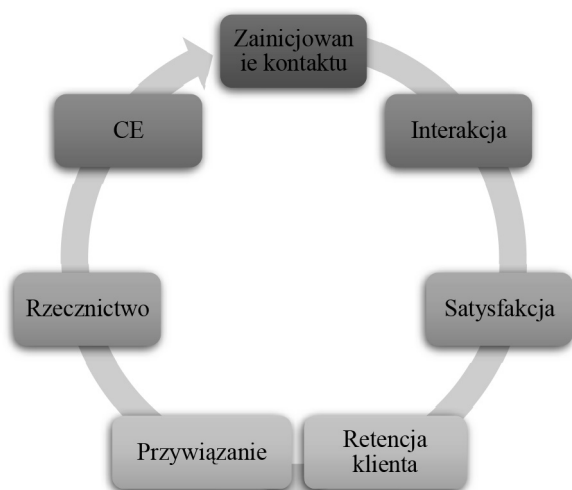 Zainicjowan
ie kontaktu
Interakcja
Satysfakcja
Retencja
klienta
Przywiązanie
Rzecznictwo
CE